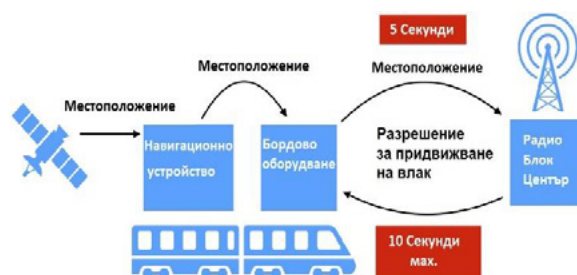 5 Секунди
Местоположение
Местоположение
Местоположение
Навигационно
устройство
Бордово
оборудване
Разрешение
за придвижване
на влак
Радио
Блок
Център
10 Секунди
мах.